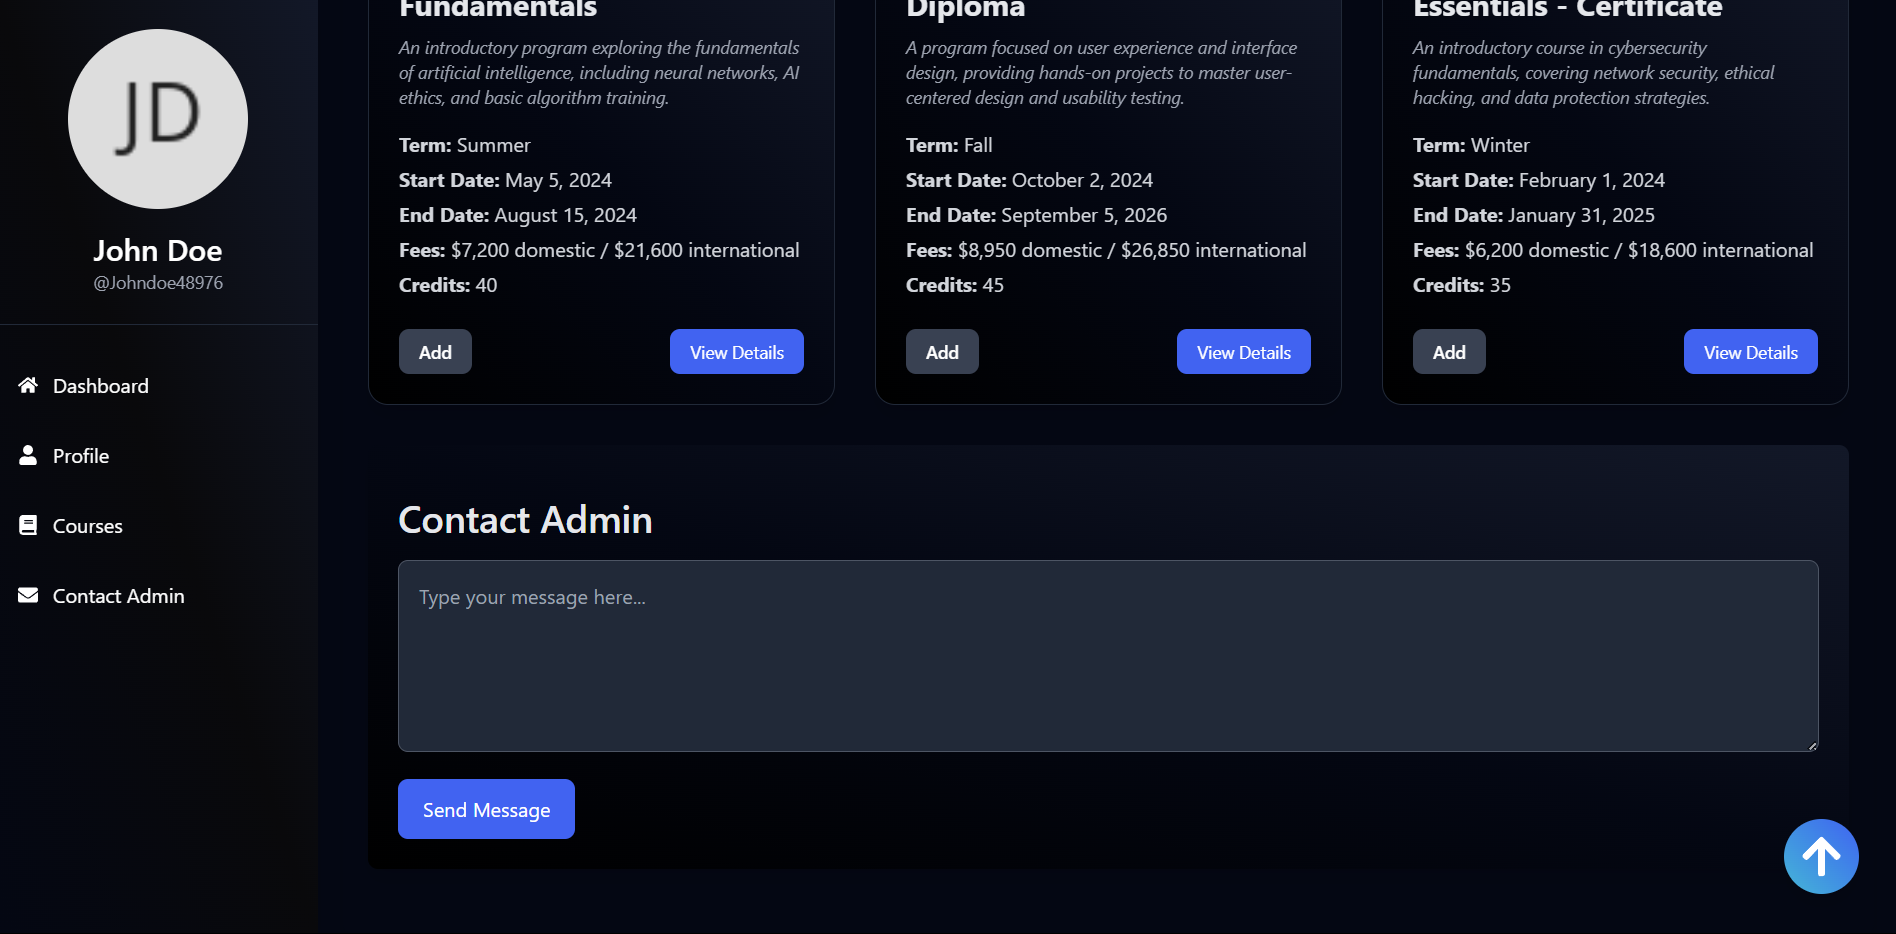 JD
John Doe
@Johndoe48976
Dashboard
Profile
Courses
Contact Admin
Fundamentals
An introductory program exploring the fundamentals
of artificial intelligence, including neural networks, AI
ethics, and basic algorithm training.
Term: Summer
Start Date: May 5, 2024
End Date: August 15, 2024
Fees: $7,200 domestic / $21,600 international
Credits: 40
Add
View Details
Diploma
A program focused on user experience and interface
design, providing hands-on projects to master user-
centered design and usability testing.
Term: Fall
Start Date: October 2, 2024
End Date: September 5, 2026
Fees: $8,950 domestic / $26,850 international
Credits: 45
Add
View Details
Essentials - Certificate
An introductory course in cybersecurity
fundamentals, covering network security, ethical
hacking, and data protection strategies.
Term: Winter
Start Date: February 1, 2024
End Date: January 31, 2025
Fees: $6,200 domestic / $18,600 international
Credits: 35
Add
View Details
Contact Admin
Type your message here...
Send Message